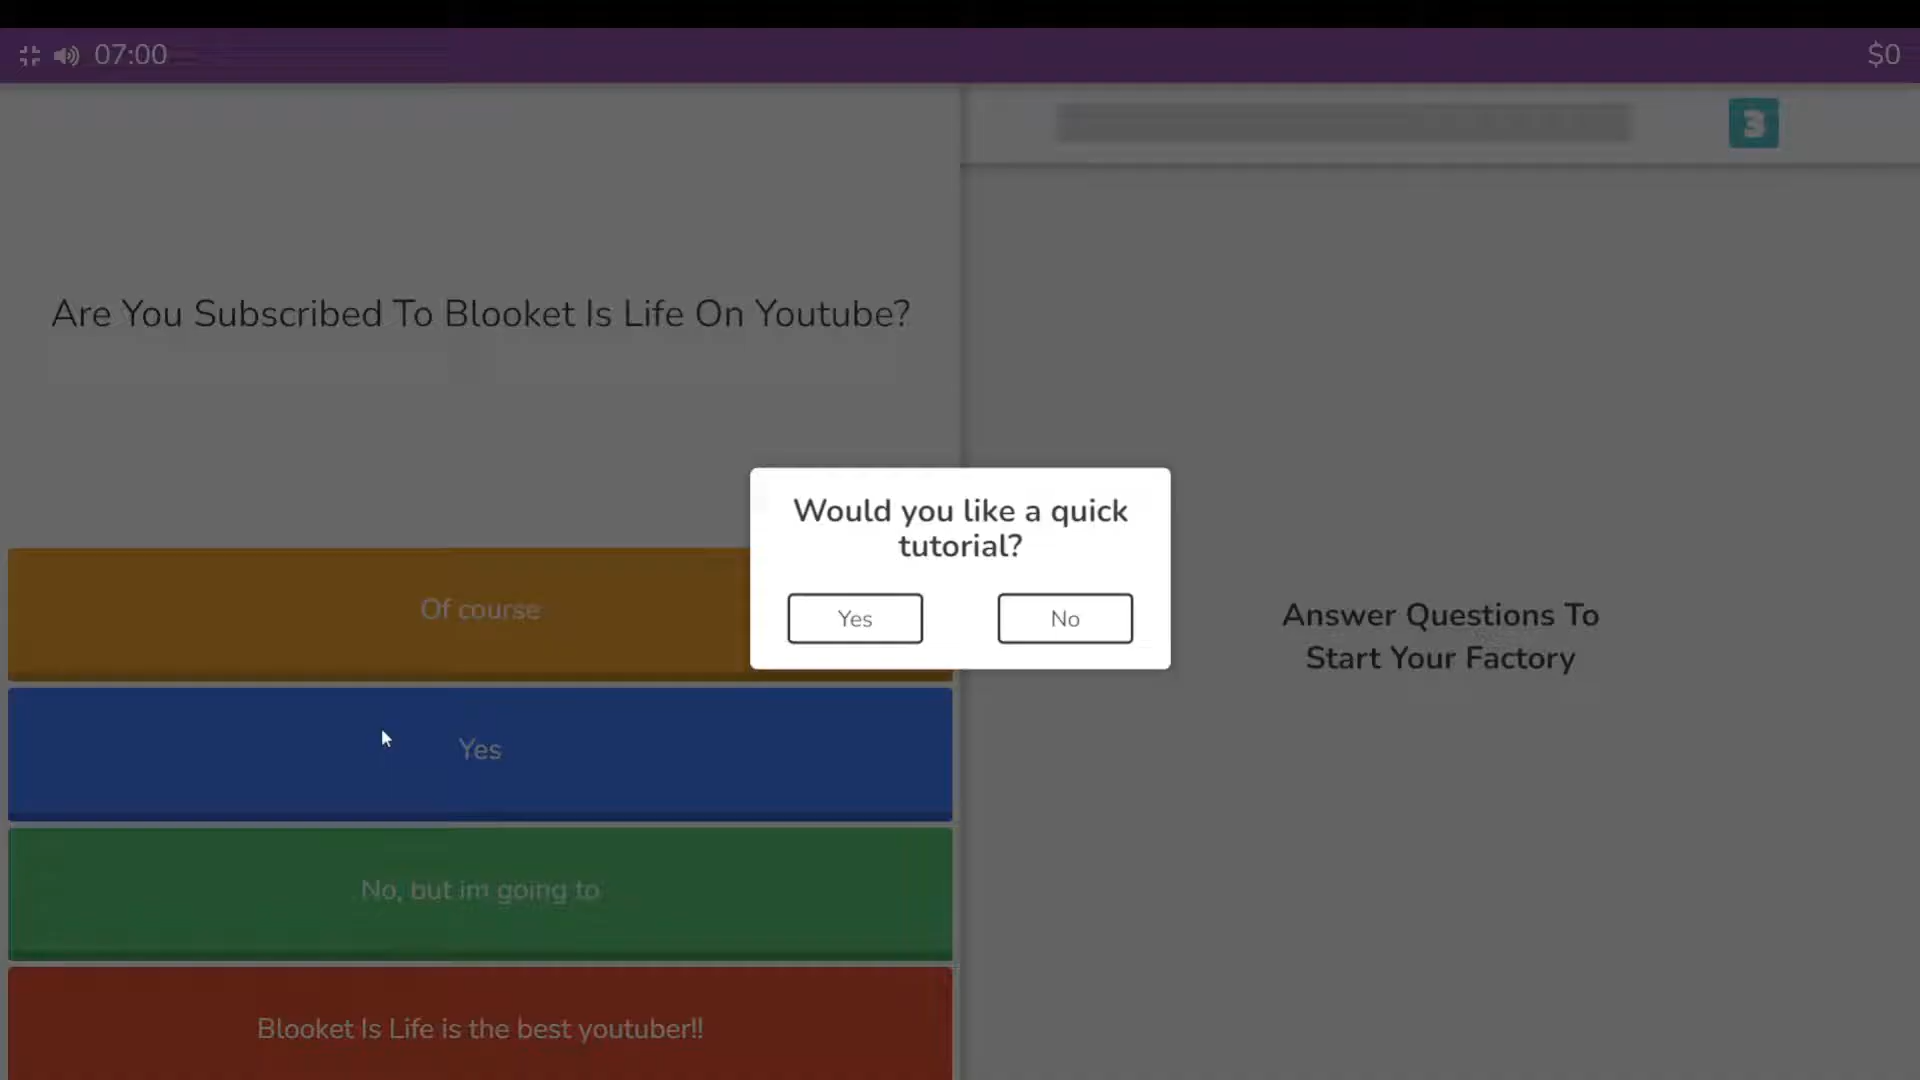 07:00
$0
3
Are You Subscribed To Blooket Is Life On Youtube?
Would you like a quick
tutorial?
Yes
No
Of course
Yes
No, but im going to
Blooket Is Life is the best youtuber!!
Answer Questions To
Start Your Factory